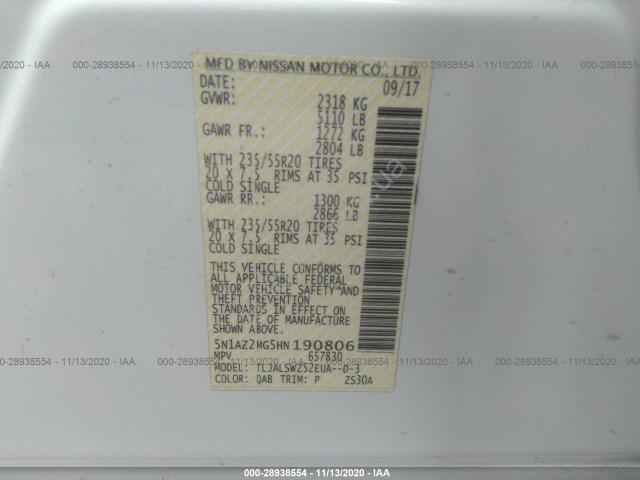 000-28938554 - 11/13/2020 - IAA
MFD BY NISSAN MOTOR CO., LTD.
DATE: 09/17
GVWR: 2318 KG
5110 LB
GAWR FR.: 1272 KG
2804 LB
WITH 235/55R20 TIRES
20 X 7.5 RIMS AT 35 PSI
COLD SINGLE
GAWR RR.: 1300 KG
2866 LB
WITH 235/55R20 TIRES
20 X 7.5 RIMS AT 35 PSI
COLD SINGLE
THIS VEHICLE CONFORMS TO
ALL APPLICABLE FEDERAL
MOTOR VEHICLE SAFETY AND
THEFT PREVENTION
STANDARDS IN EFFECT ON
THE DATE OF MANUFACTURE
SHOWN ABOVE.
5N1AZ2MG5HN190806
MPV 657830
MODEL: TLJALSWZ52EUA--D-3
COLOR: QAB TRIM: P ZS30A
000-28938554 - 11/13/2020 - IAA